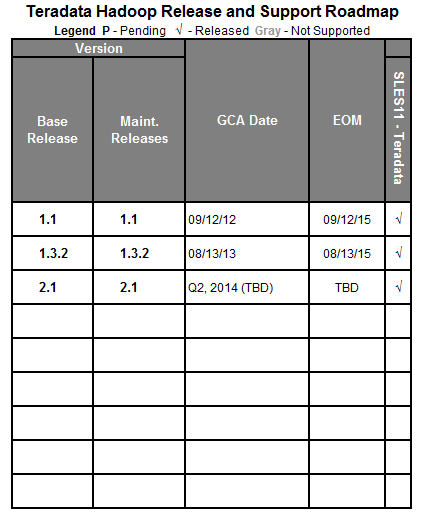 Teradata Hadoop Release and Support Roadmap
Legend P - Pending √ - Released Gray - Not Supported
Version
Base Release
Maint. Releases
GCA Date
EOM
SLES11 - Teradata
1.1 1.1 09/12/12 09/12/15 √
1.3.2 1.3.2 08/13/13 08/13/15 √
2.1 2.1 Q2, 2014 (TBD) TBD √